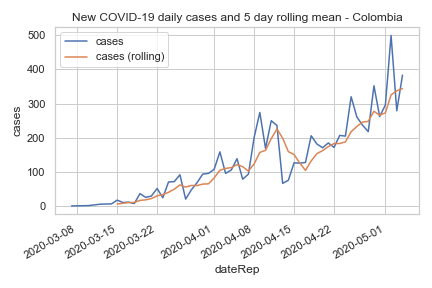 New COVID-19 daily cases and 5 day rolling mean - Colombia
cases
cases (rolling)
500
400
300
200
100
0
cases
2020-03-08
2020-03-15
2020-03-22
2020-04-01
2020-04-08
2020-04-15
2020-04-22
2020-05-01
dateRep